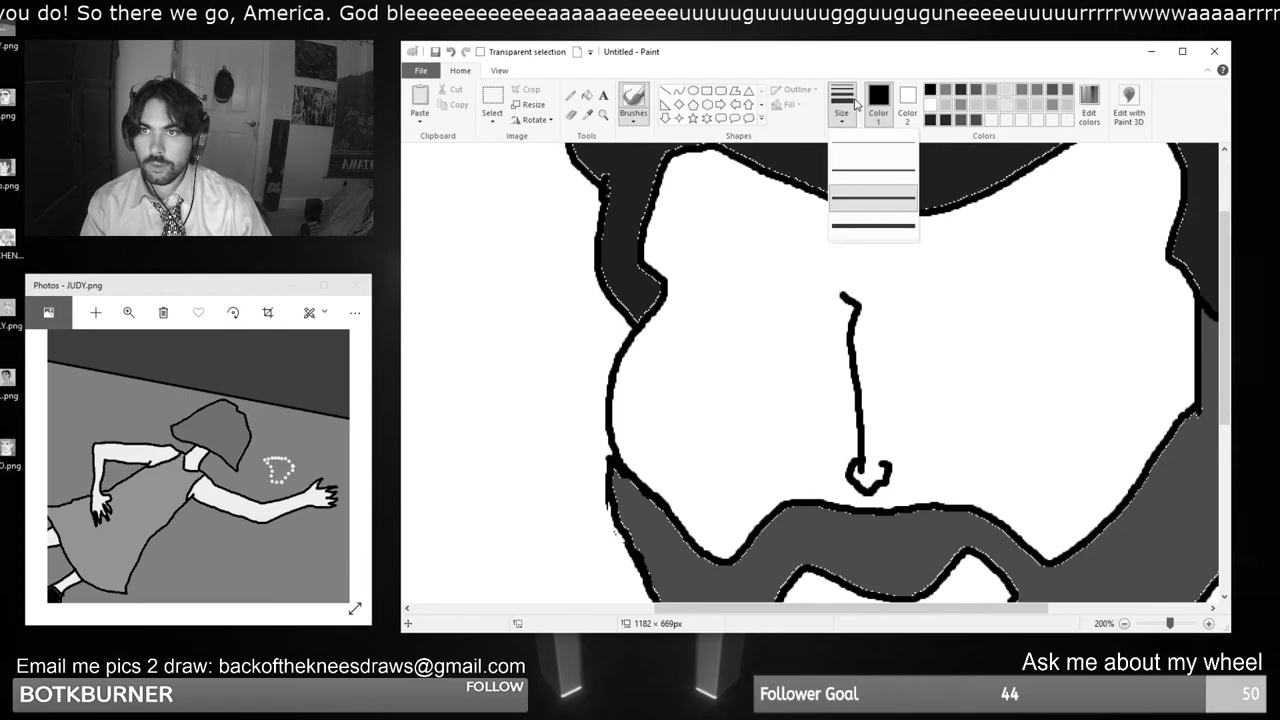 you do! So there we go, America. God bleeeeeeeeeeeaaaaaaeeeeeuuuuuguuuuuuggguuguguneeeeeuuuuurrrrrwwwwaaaaarrrr
Transparent selection
Untitled - Paint
File
Home
View
Paste
Cut
Copy
Clipboard
Select
Crop
Resize
Rotate
Image
Tools
Brushes
Shapes
Outline
Fill
Size
Color 1
Color 2
Colors
Edit colors
Edit with Paint 3D
Photos - JUDY.png
1182 × 669px
200%
Email me pics 2 draw: backofthekneesdraws@gmail.com
Ask me about my wheel
BOTKBURNER
FOLLOW
Follower Goal
44
50